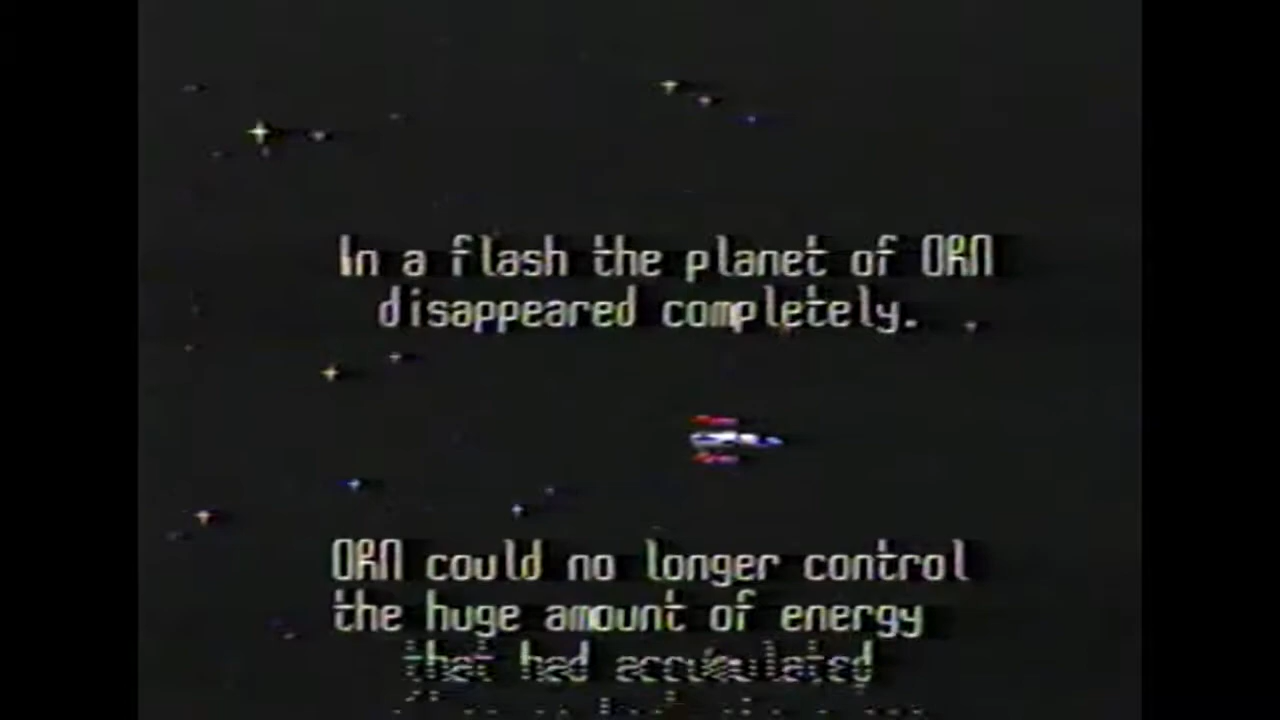 In a flash the planet of ORN
disappeared completely.
ORN could no longer control
the huge amount of energy
that had accumulated